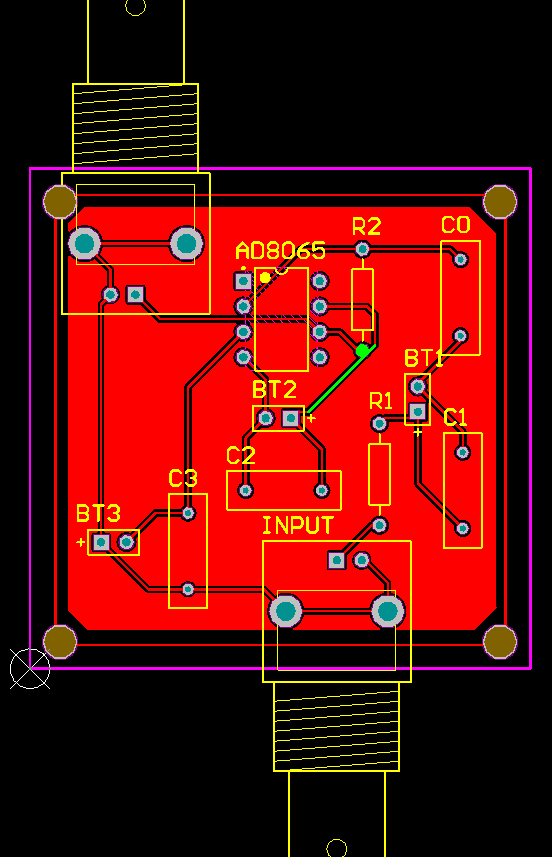 R2
C0
AD8065
BT1
BT2
R1
C1
+
+
C2
C3
BT3
INPUT
+